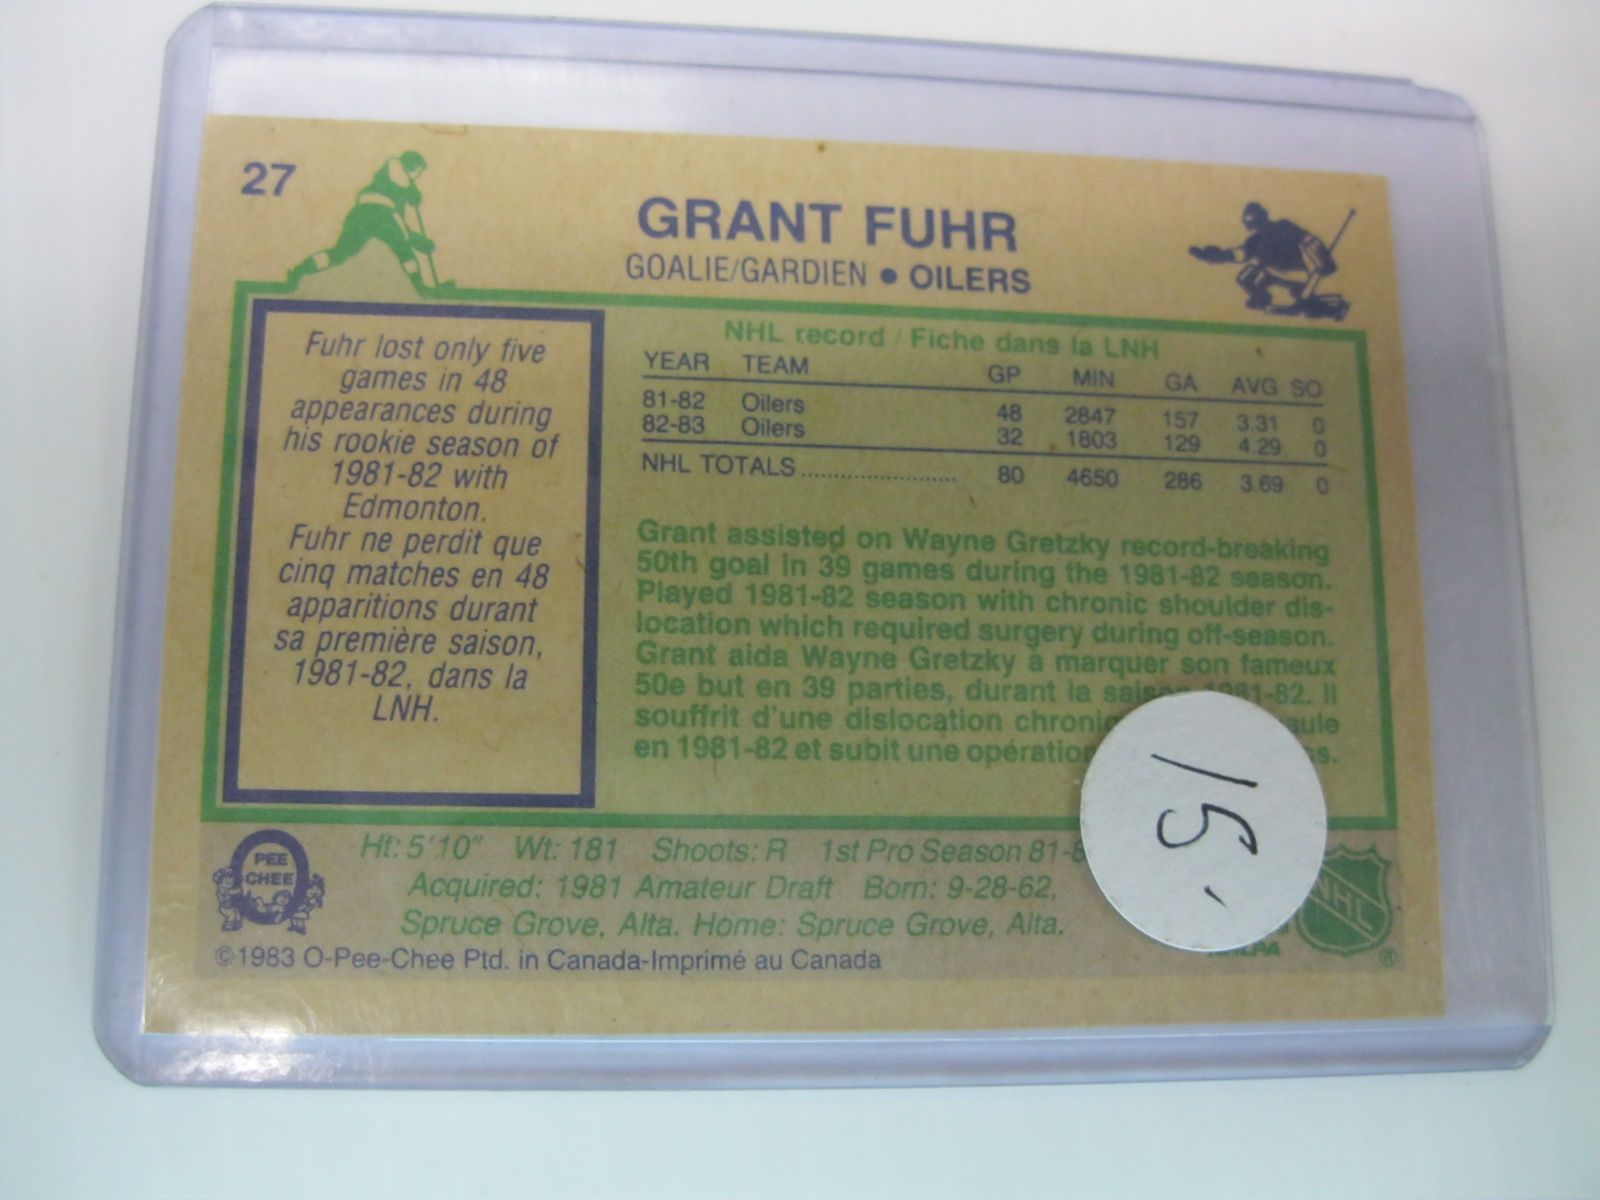 27
GRANT FUHR
GOALIE/GARDIEN • OILERS
Fuhr lost only five
games in 48
appearances during
his rookie season of
1981-82 with
Edmonton.
Fuhr ne perdit que
cinq matches en 48
apparitions durant
sa première saison,
1981-82, dans la
LNH.
NHL record / Fiche dans la LNH
YEAR TEAM GP MIN GA AVG SO
81-82 Oilers 48 2847 157 3.31 0
82-83 Oilers 32 1803 129 4.29 0
NHL TOTALS ...................... 80 4650 286 3.69 0
Grant assisted on Wayne Gretzky record-breaking
50th goal in 39 games during the 1981-82 season.
Played 1981-82 season with chronic shoulder dis-
location which required surgery during off-season.
Grant aida Wayne Gretzky à marquer son fameux
50e but en 39 parties, durant la saison 1981-82. Il
souffrit d'une dislocation
en 1981-82 et subit une
15.
PEE
CHEE
Ht: 5'10" Wt: 181 Shoots: R 1st Pro Season
Acquired: 1981 Amateur Draft Born: 9-28-62,
Spruce Grove, Alta. Home: Spruce Grove, Alta.
©1983 O-Pee-Chee Ptd. in Canada-Imprimé au Canada
NHL